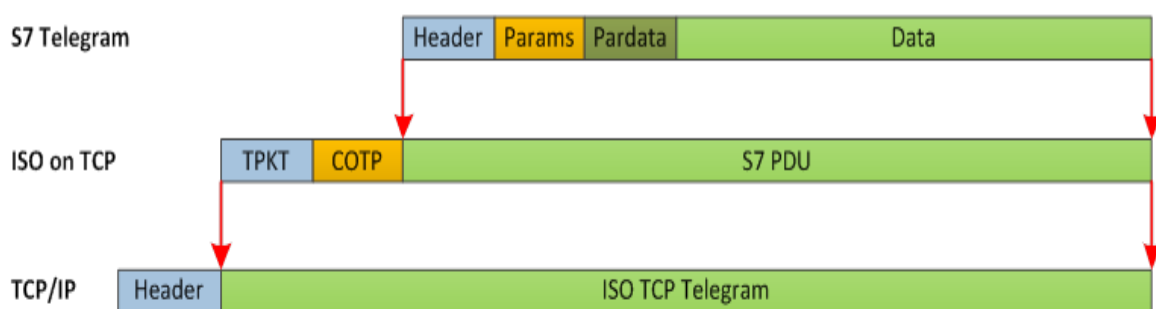 S7 Telegram Header Params Pardata Data
ISO on TCP TPKT COTP S7 PDU
TCP/IP Header ISO TCP Telegram